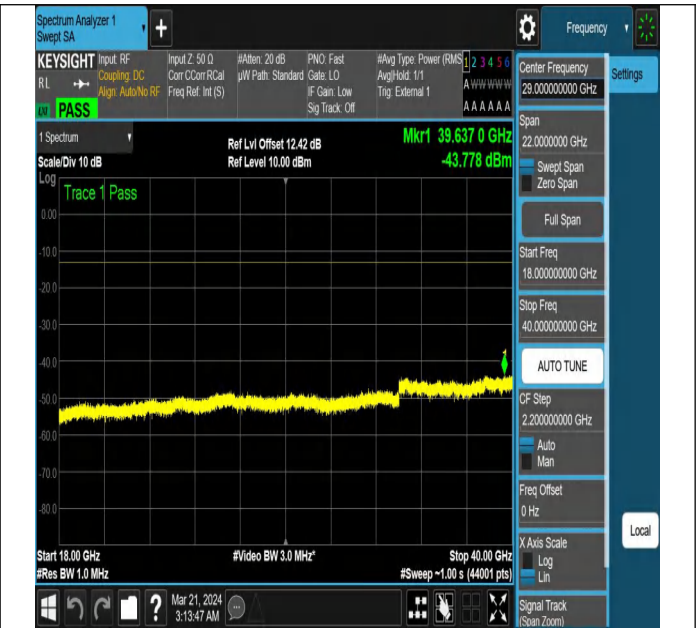 Spectrum Analyzer 1
Swept SA
+
Frequency
KEYSIGHT
RL
PASS
Input: RF
Coupling: DC
Align: Auto/No RF
Input Z: 50 Ω
Corr CCorr RCal
Freq Ref: Int (S)
#Atten: 20 dB
µW Path: Standard
PNO: Fast
Gate: LO
IF Gain: Low
Sig Track: Off
#Avg Type: Power (RMS
Avg|Hold: 1/1
Trig: External 1
1 2 3 4 5 6
A W W W W W
A A A A A A
1 Spectrum
Scale/Div 10 dB
Ref Lvl Offset 12.42 dB
Ref Level 10.00 dBm
Mkr1 39.637 0 GHz
-43.778 dBm
Log
Trace 1 Pass
0.00
-10.0
-20.0
-30.0
-40.0
-50.0
-60.0
-70.0
-80.0
1
Start 18.00 GHz
#Res BW 1.0 MHz
#Video BW 3.0 MHz*
Stop 40.00 GHz
#Sweep ~1.00 s (44001 pts)
?
Mar 21, 2024
3:13:47 AM
Center Frequency
29.000000000 GHz
Span
22.0000000 GHz
Swept Span
Zero Span
Full Span
Start Freq
18.000000000 GHz
Stop Freq
40.000000000 GHz
AUTO TUNE
CF Step
2.200000000 GHz
Auto
Man
Freq Offset
0 Hz
X Axis Scale
Log
Lin
Signal Track
(Span Zoom)
Settings
Local